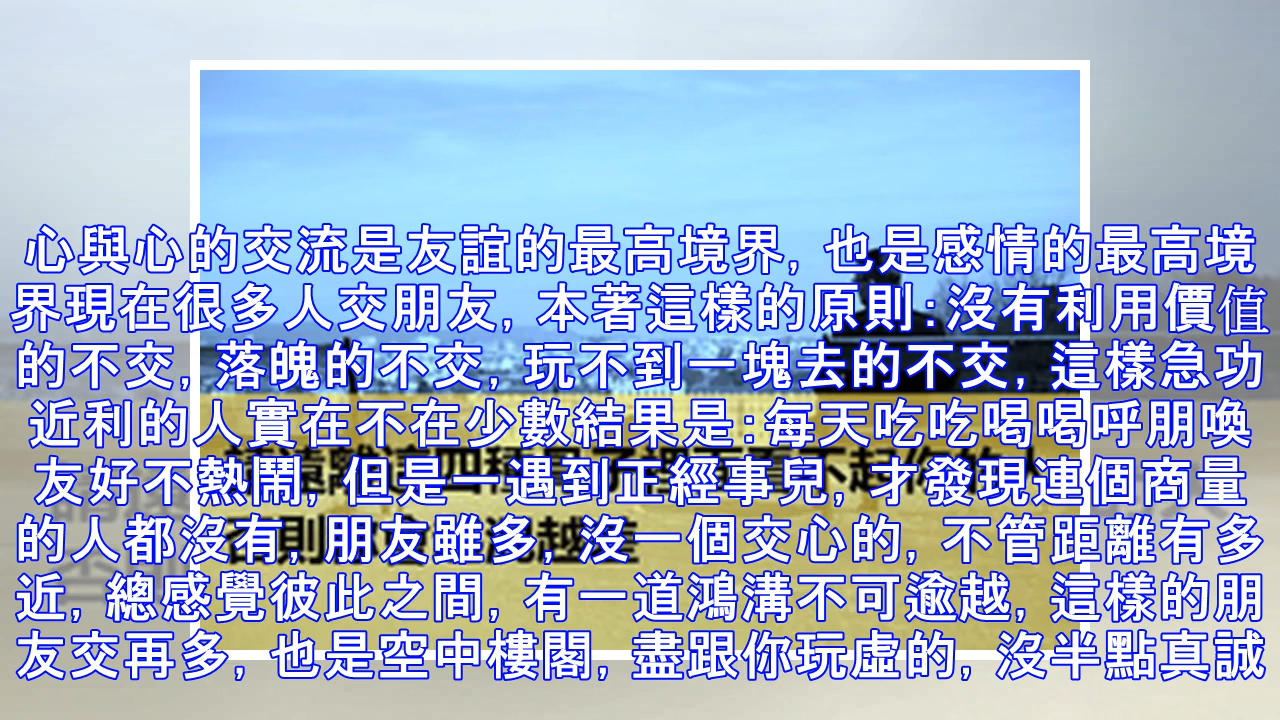 心與心的交流是友誼的最高境界, 也是感情的最高境
界現在很多人交朋友, 本著這樣的原則:沒有利用價值
的不交, 落魄的不交, 玩不到一塊去的不交, 這樣急功
近利的人實在不在少數結果是:每天吃吃喝喝呼朋喚
友好不熱鬧, 但是一遇到正經事兒, 才發現連個商量
的人都沒有, 朋友雖多, 沒一個交心的, 不管距離有多
近, 總感覺彼此之間, 有一道鴻溝不可逾越, 這樣的朋
友交再多, 也是空中樓閣, 盡跟你玩虛的, 沒半點真誠